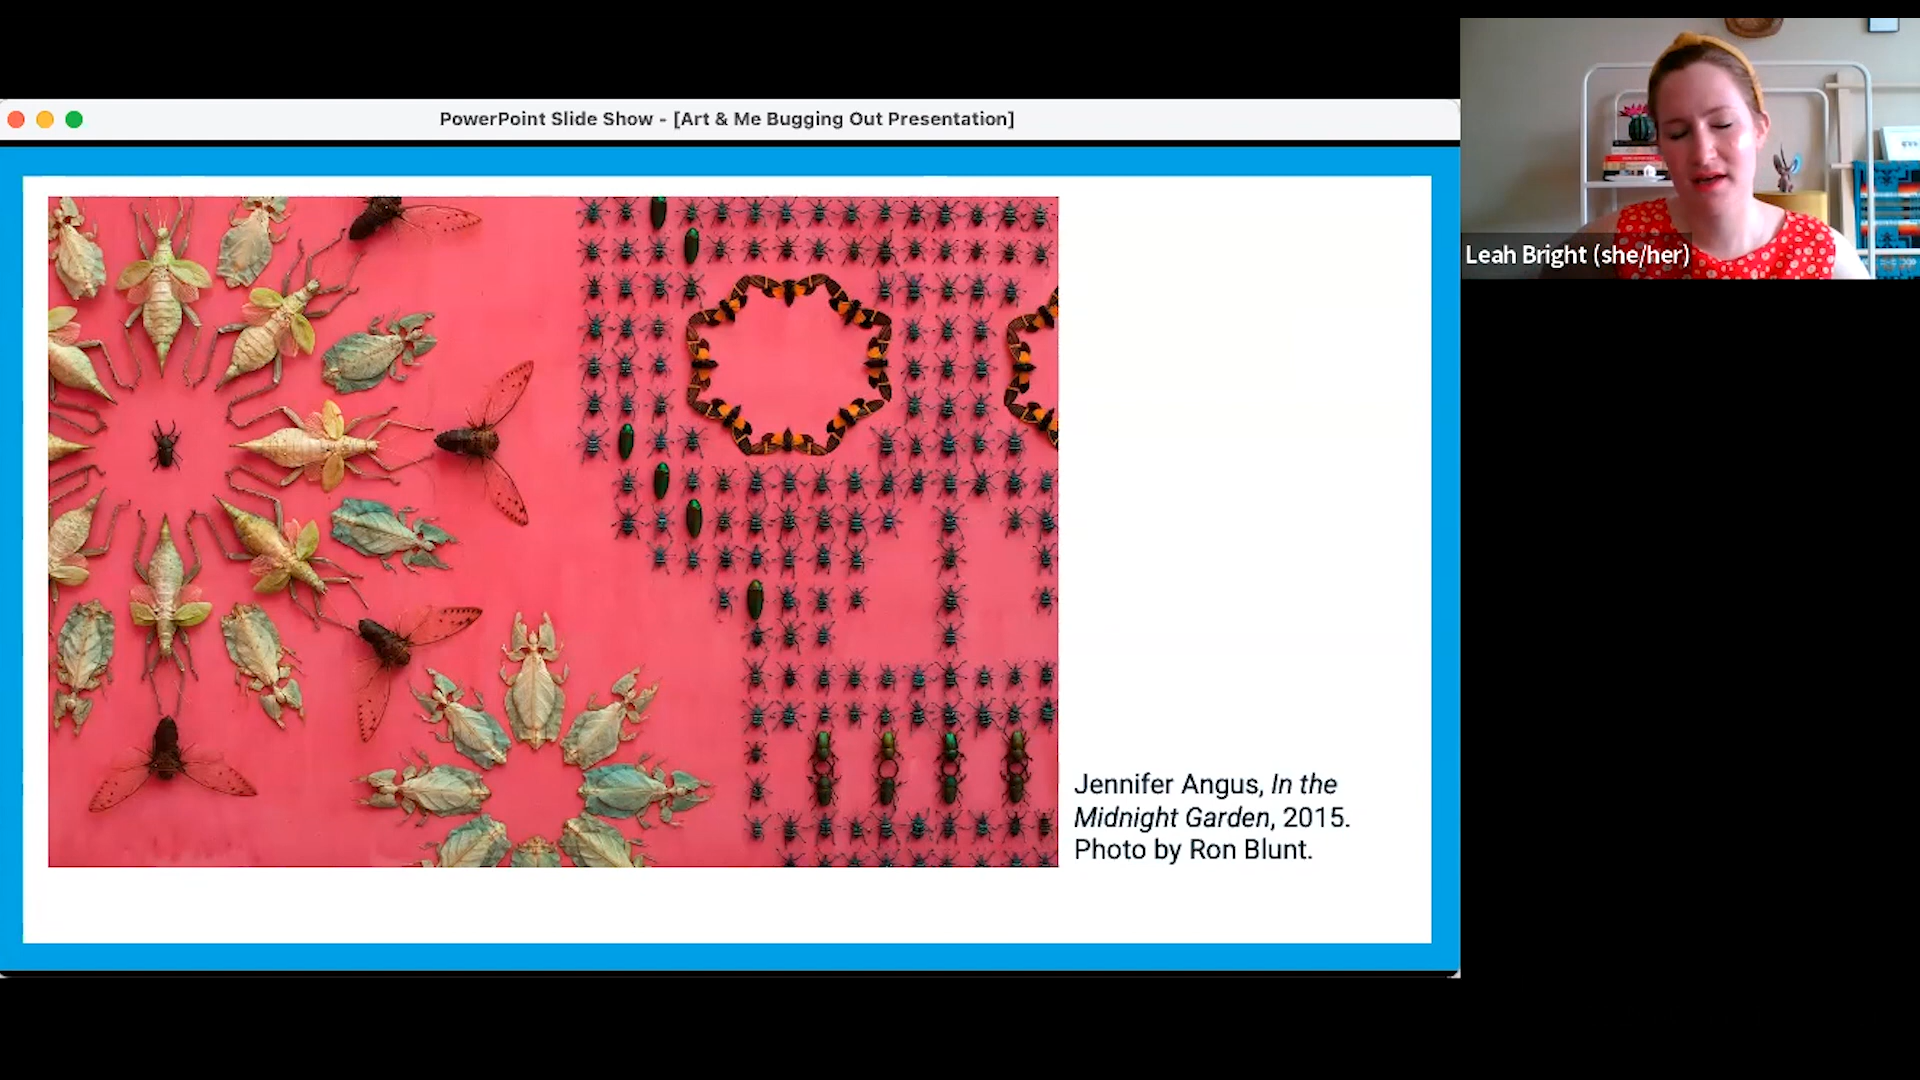 PowerPoint Slide Show - [Art & Me Bugging Out Presentation]
Leah Bright (she/her)
Jennifer Angus, In the
Midnight Garden, 2015.
Photo by Ron Blunt.